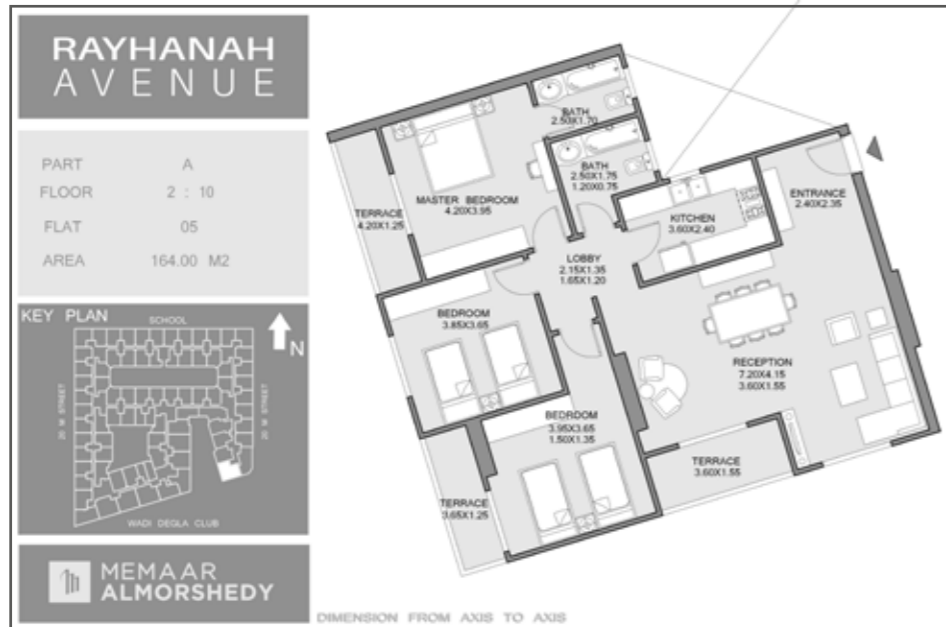 RAYHANAH
AVENUE
PART A
FLOOR 2 : 10
FLAT 05
AREA 164.00 M2
KEY PLAN
SCHOOL
N
20 M STREET
20 M STREET
WADI DEGLA CLUB
MEMAAR
ALMORSHEDY
BATH
2.50X1.70
BATH
2.50X1.75
1.20X0.75
MASTER BEDROOM
4.20X3.95
TERRACE
4.20X1.25
KITCHEN
3.60X2.40
ENTRANCE
2.40X2.35
LOBBY
2.15X1.35
1.65X1.20
BEDROOM
3.85X3.65
RECEPTION
7.20X4.15
3.60X1.55
BEDROOM
3.95X3.65
1.50X1.35
TERRACE
3.60X1.55
TERRACE
3.65X1.25
DIMENSION FROM AXIS TO AXIS